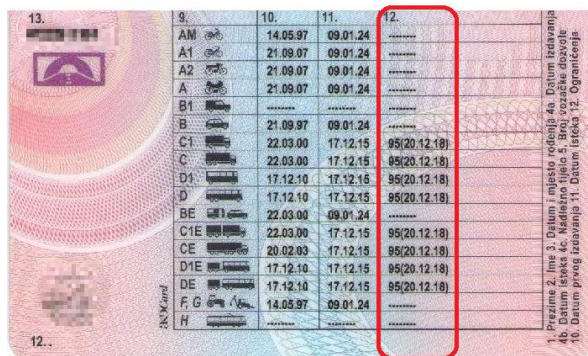 13.
9. 10. 11. 12.
AM 14.05.97 09.01.24 --------
A1 21.09.07 09.01.24 --------
A2 21.09.07 09.01.24 --------
A 21.09.07 09.01.24 --------
B1 -------- -------- --------
B 21.09.97 09.01.24 --------
C1 22.03.00 17.12.15 95(20.12.18)
C 22.03.00 17.12.15 95(20.12.18)
D1 17.12.10 17.12.15 95(20.12.18)
D 17.12.10 17.12.15 95(20.12.18)
BE 22.03.00 09.01.24 --------
C1E 22.03.00 17.12.15 95(20.12.18)
CE 20.02.03 17.12.15 95(20.12.18)
D1E 17.12.10 17.12.15 95(20.12.18)
DE 17.12.10 17.12.15 95(20.12.18)
F, G 14.05.97 09.01.24 --------
H -------- -------- --------
12..
1. Prezime 2. Ime 3. Datum i mjesto rođenja 4a. Datum izdavanja
4b. Datum isteka 4c. Nadležno tijelo 5. Broj vozačke dozvole
10. Datum prvog izdavanja 11. Datum isteka 12. Ograničenja